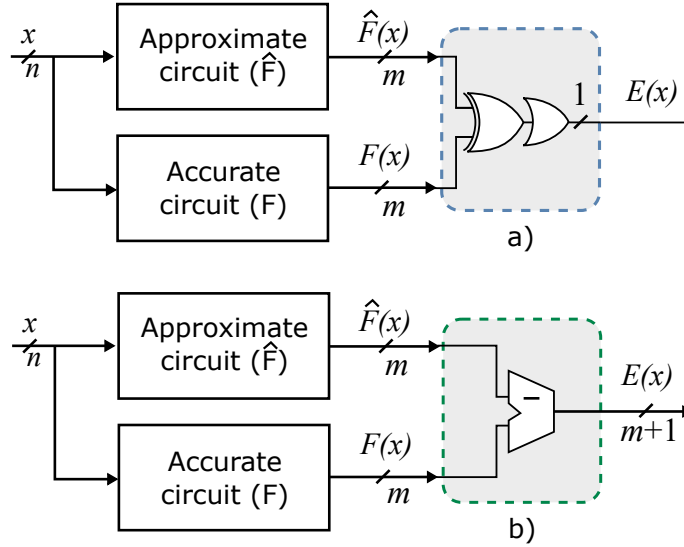 x
n
Approximate
circuit (F̂)
F̂(x)
m
1
E(x)
Accurate
circuit (F)
F(x)
m
a)
x
n
Approximate
circuit (F̂)
F̂(x)
m
−
E(x)
m+1
Accurate
circuit (F)
F(x)
m
b)